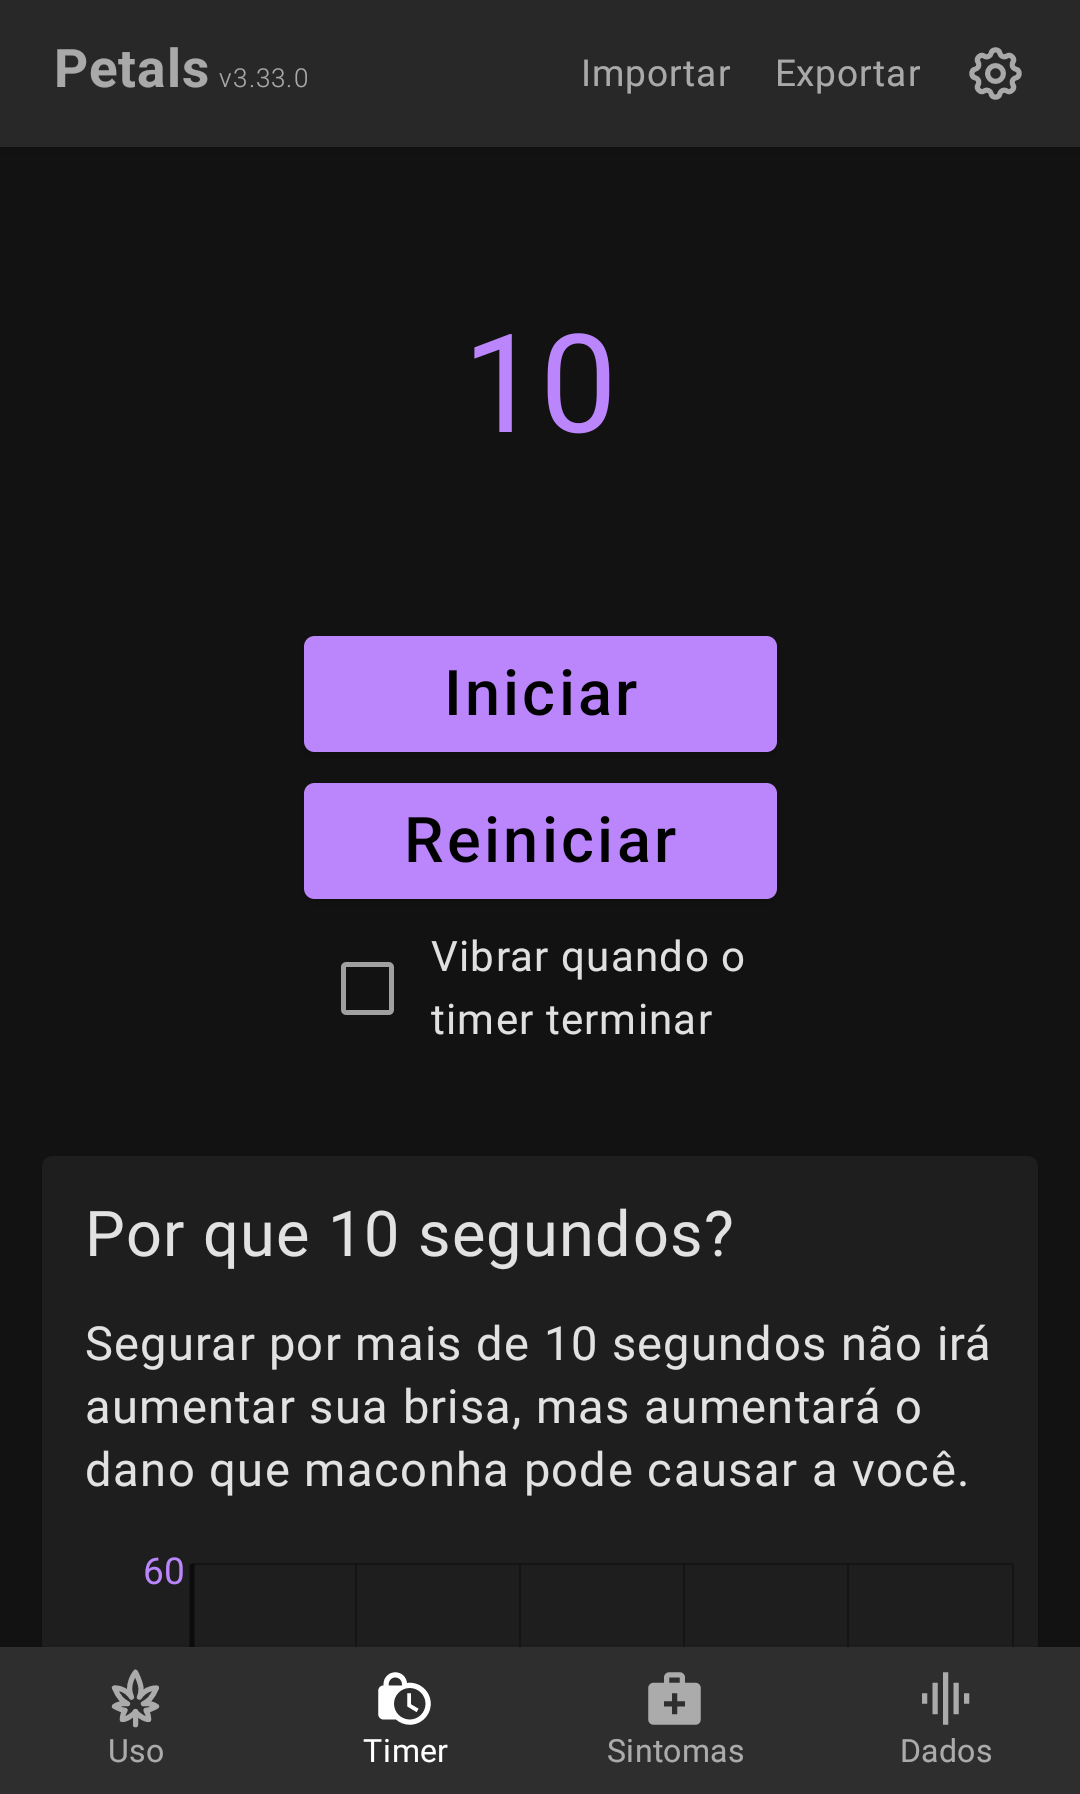 Petals v3.33.0 Importar Exportar
10
Iniciar
Reiniciar
Vibrar quando o
timer terminar
Por que 10 segundos?
Segurar por mais de 10 segundos não irá
aumentar sua brisa, mas aumentará o
dano que maconha pode causar a você.
60
Uso Timer Sintomas Dados